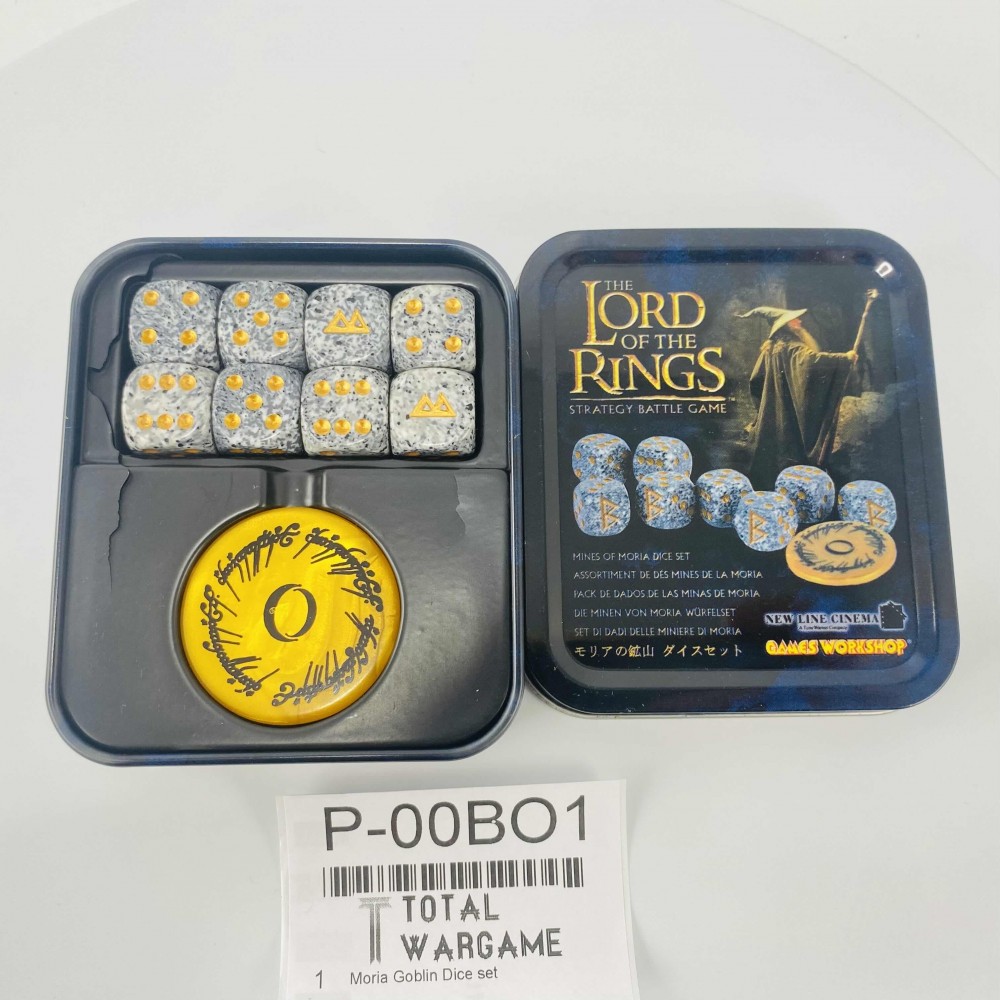 THE
LORD
OF THE
RINGS
STRATEGY BATTLE GAME
MINES OF MORIA DICE SET
ASSORTIMENT DE DÉS MINES DE LA MORIA
PACK DE DADOS DE LAS MINAS DE MORIA
DIE MINEN VON MORIA WÜRFELSET
SET DI DADI DELLE MINIERE DI MORIA
モリアの鉱山 ダイスセット
NEW LINE CINEMA
A Time Warner Company
GAMES WORKSHOP
P-00BO1
TOTAL
WARGAME
1 Moria Goblin Dice set